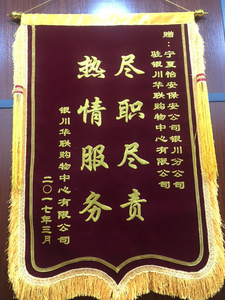 赠：宁夏怡安保安公司银川分公司
驻银川华联购物中心有限公司
尽职尽责
热情服务
银川华联购物中心有限公司
二〇一七年三月